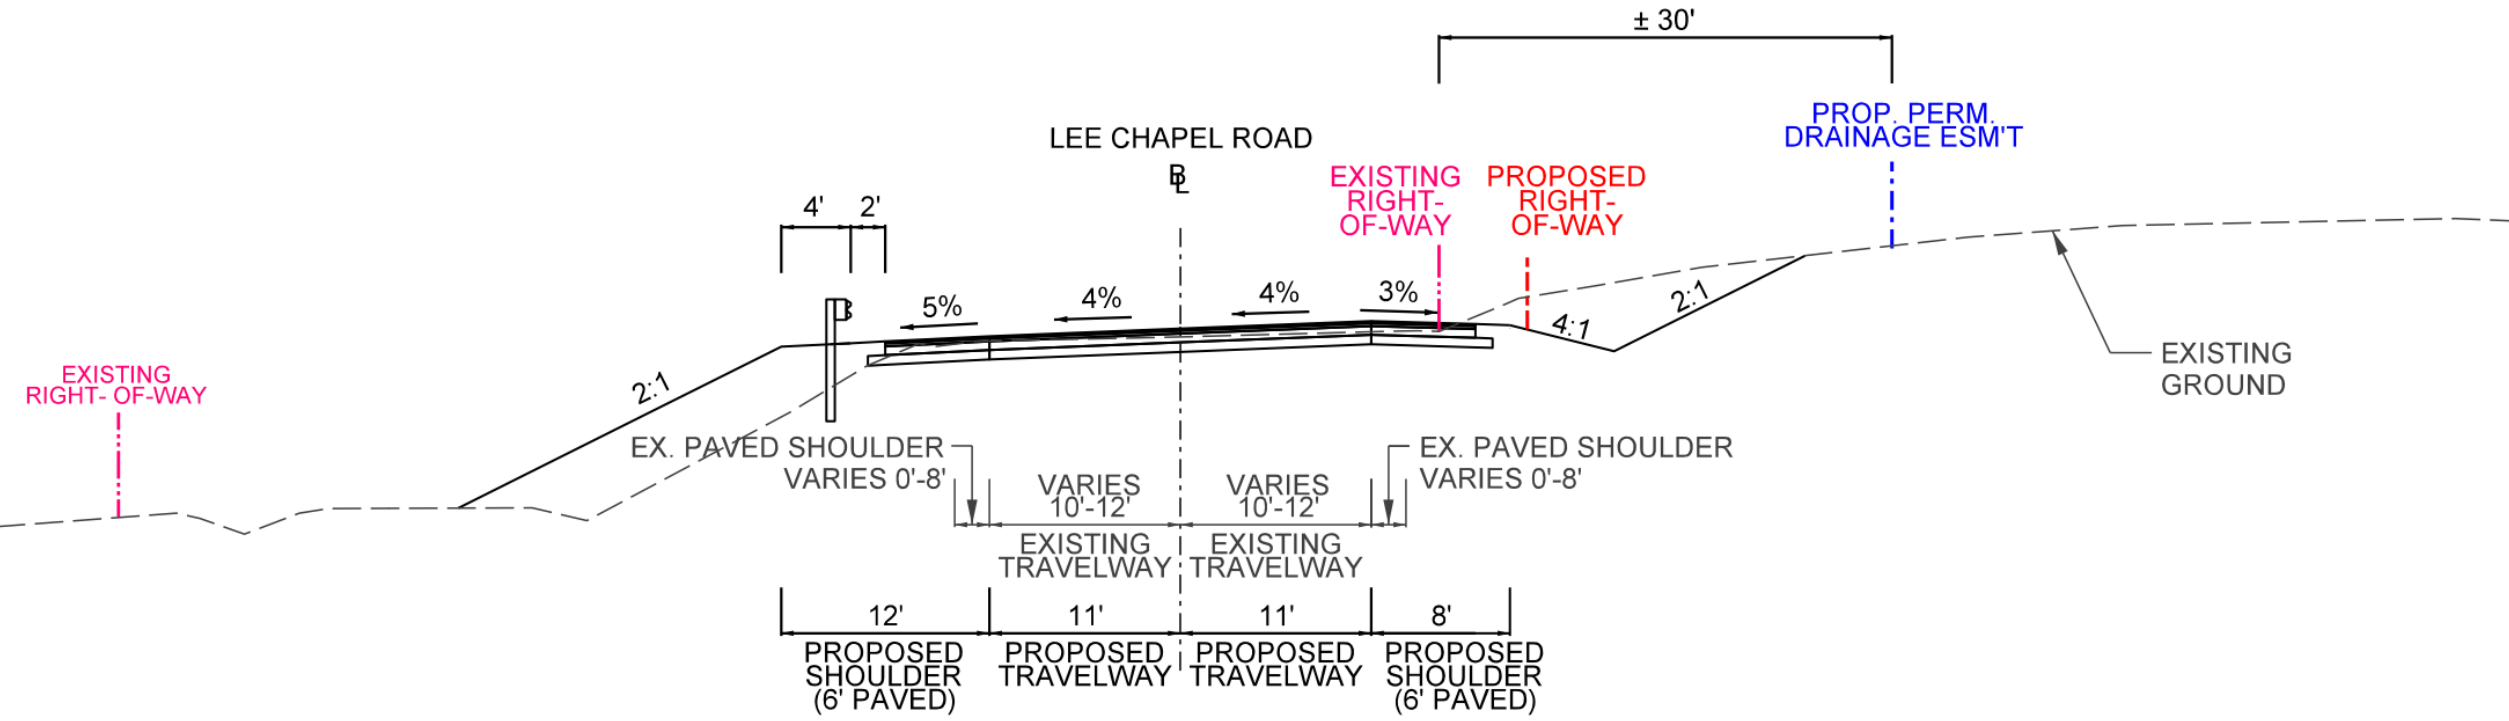 ± 30'
PROP. PERM.
DRAINAGE ESM'T
LEE CHAPEL ROAD
BL
EXISTING
RIGHT-
OF-WAY
PROPOSED
RIGHT-
OF-WAY
4'
2'
5%
4%
4%
3%
2:1
4:1
2:1
EXISTING
GROUND
EXISTING
RIGHT- OF-WAY
EX. PAVED SHOULDER
VARIES 0'-8'
VARIES
10'-12'
EXISTING
TRAVELWAY
VARIES
10'-12'
EXISTING
TRAVELWAY
EX. PAVED SHOULDER
VARIES 0'-8'
12'
PROPOSED
SHOULDER
(6' PAVED)
11'
PROPOSED
TRAVELWAY
11'
PROPOSED
TRAVELWAY
8'
PROPOSED
SHOULDER
(6' PAVED)